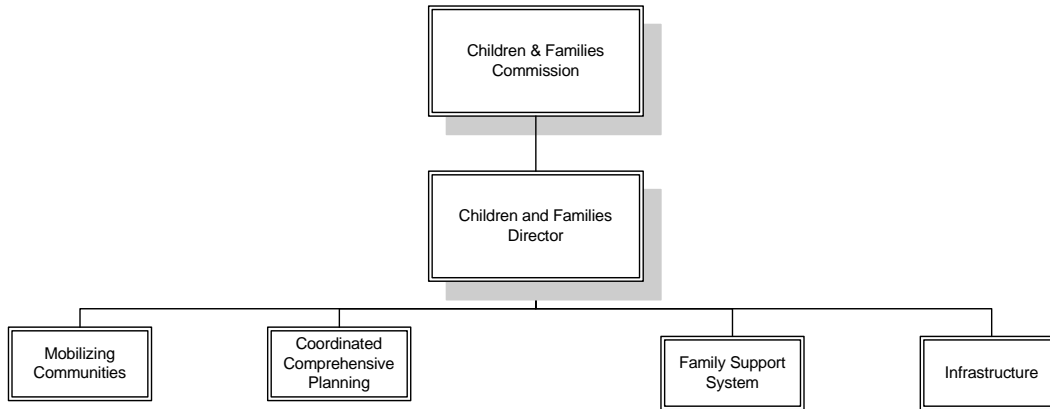 Children & Families
Commission
Children and Families
Director
Mobilizing
Communities
Coordinated
Comprehensive
Planning
Family Support
System
Infrastructure